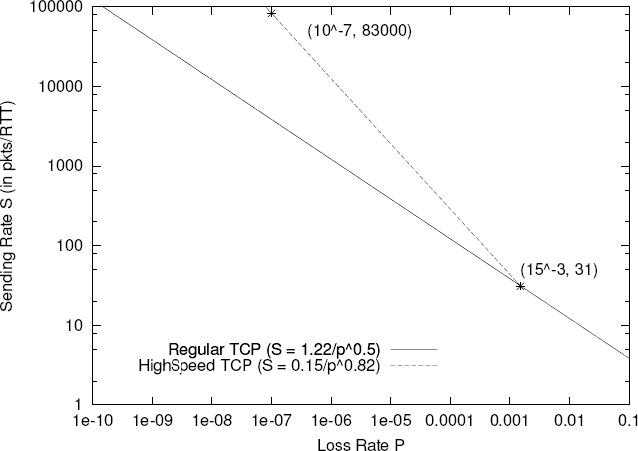 100000
(10^-7, 83000)
10000
1000
100
(15^-3, 31)
10
Regular TCP (S = 1.22/p^0.5)
HighSpeed TCP (S = 0.15/p^0.82)
1
1e-10 1e-09 1e-08 1e-07 1e-06 1e-05 0.0001 0.001 0.01 0.1
Loss Rate P
Sending Rate S (in pkts/RTT)